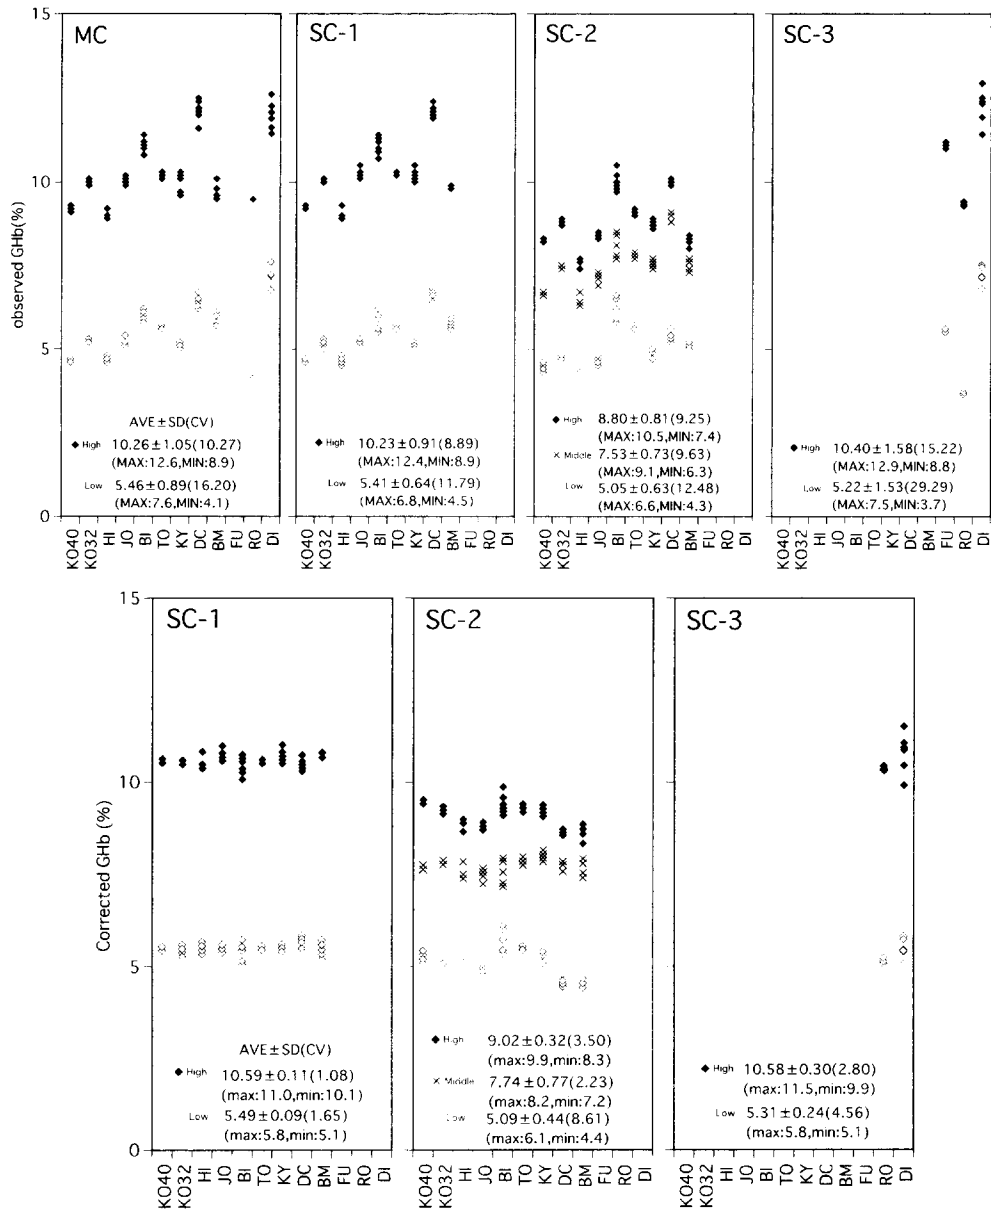 MC
SC-1
SC-2
SC-3
15
10
5
0
observed GHb(%)
AVE±SD(CV)
High 10.26±1.05(10.27)
(MAX:12.6,MIN:8.9)
Low 5.46±0.89(16.20)
(MAX:7.6,MIN:4.1)
High 10.23±0.91(8.89)
(MAX:12.4,MIN:8.9)
Low 5.41±0.64(11.79)
(MAX:6.8,MIN:4.5)
High 8.80±0.81(9.25)
(MAX:10.5,MIN:7.4)
Middle 7.53±0.73(9.63)
(MAX:9.1,MIN:6.3)
Low 5.05±0.63(12.48)
(MAX:6.6,MIN:4.3)
High 10.40±1.58(15.22)
(MAX:12.9,MIN:8.8)
Low 5.22±1.53(29.29)
(MAX:7.5,MIN:3.7)
KO40 KO32 HI JO BI TO KY DC BM FU RO DI
KO40 KO32 HI JO BI TO KY DC BM FU RO DI
KO40 KO32 HI JO BI TO KY DC BM FU RO DI
KO40 KO32 HI JO BI TO KY DC BM FU RO DI
SC-1
SC-2
SC-3
15
10
5
0
Corrected GHb (%)
AVE±SD(CV)
High 10.59±0.11(1.08)
(max:11.0,min:10.1)
Low 5.49±0.09(1.65)
(max:5.8,min:5.1)
High 9.02±0.32(3.50)
(max:9.9,min:8.3)
Middle 7.74±0.77(2.23)
(max:8.2,min:7.2)
Low 5.09±0.44(8.61)
(max:6.1,min:4.4)
High 10.58±0.30(2.80)
(max:11.5,min:9.9)
Low 5.31±0.24(4.56)
(max:5.8,min:5.1)
KO40 KO32 HI JO BI TO KY DC BM FU RO DI
KO40 KO32 HI JO BI TO KY DC BM FU RO DI
KO40 KO32 HI JO BI TO KY DC BM FU RO DI